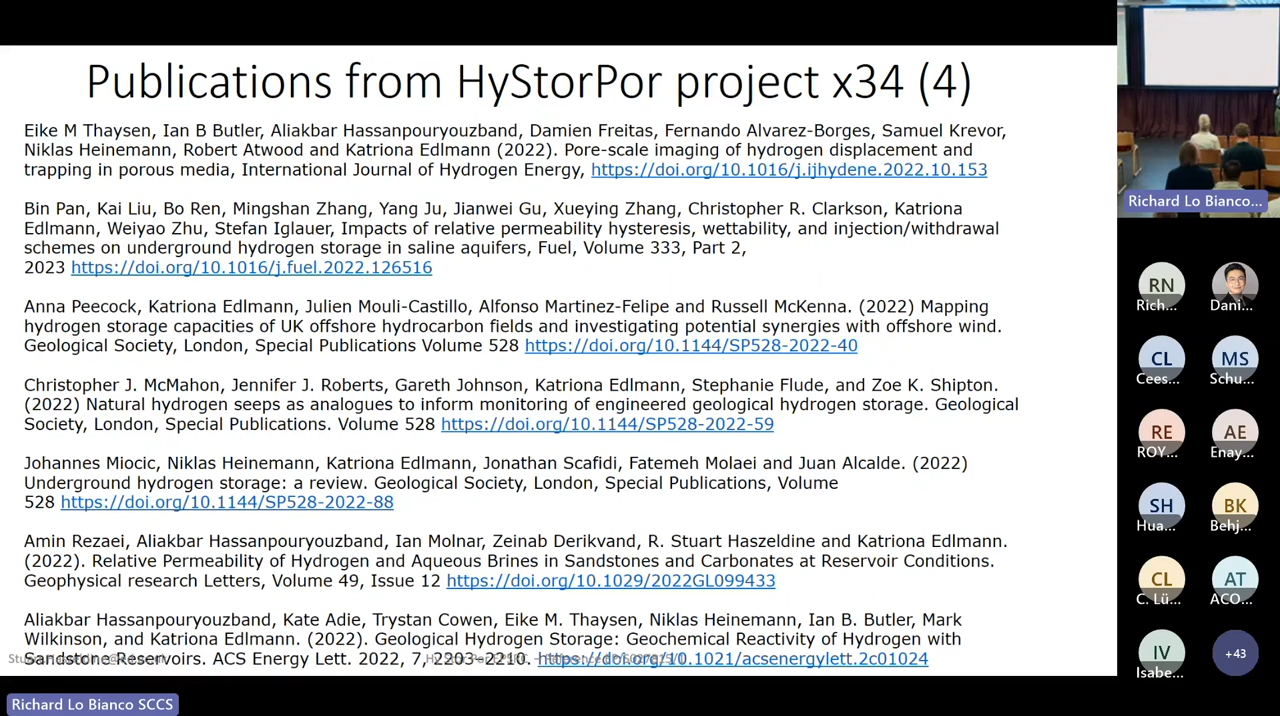 Publications from HyStorPor project x34 (4)
Eike M Thaysen, Ian B Butler, Aliakbar Hassanpouryouzband, Damien Freitas, Fernando Alvarez-Borges, Samuel Krevor,
Niklas Heinemann, Robert Atwood and Katriona Edlmann (2022). Pore-scale imaging of hydrogen displacement and
trapping in porous media, International Journal of Hydrogen Energy, https://doi.org/10.1016/j.ijhydene.2022.10.153
Bin Pan, Kai Liu, Bo Ren, Mingshan Zhang, Yang Ju, Jianwei Gu, Xueying Zhang, Christopher R. Clarkson, Katriona
Edlmann, Weiyao Zhu, Stefan Iglauer, Impacts of relative permeability hysteresis, wettability, and injection/withdrawal
schemes on underground hydrogen storage in saline aquifers, Fuel, Volume 333, Part 2,
2023 https://doi.org/10.1016/j.fuel.2022.126516
Anna Peecock, Katriona Edlmann, Julien Mouli-Castillo, Alfonso Martinez-Felipe and Russell McKenna. (2022) Mapping
hydrogen storage capacities of UK offshore hydrocarbon fields and investigating potential synergies with offshore wind.
Geological Society, London, Special Publications Volume 528 https://doi.org/10.1144/SP528-2022-40
Christopher J. McMahon, Jennifer J. Roberts, Gareth Johnson, Katriona Edlmann, Stephanie Flude, and Zoe K. Shipton.
(2022) Natural hydrogen seeps as analogues to inform monitoring of engineered geological hydrogen storage. Geological
Society, London, Special Publications. Volume 528 https://doi.org/10.1144/SP528-2022-59
Johannes Miocic, Niklas Heinemann, Katriona Edlmann, Jonathan Scafidi, Fatemeh Molaei and Juan Alcalde. (2022)
Underground hydrogen storage: a review. Geological Society, London, Special Publications, Volume
528 https://doi.org/10.1144/SP528-2022-88
Amin Rezaei, Aliakbar Hassanpouryouzband, Ian Molnar, Zeinab Derikvand, R. Stuart Haszeldine and Katriona Edlmann.
(2022). Relative Permeability of Hydrogen and Aqueous Brines in Sandstones and Carbonates at Reservoir Conditions.
Geophysical research Letters, Volume 49, Issue 12 https://doi.org/10.1029/2022GL099433
Aliakbar Hassanpouryouzband, Kate Adie, Trystan Cowen, Eike M. Thaysen, Niklas Heinemann, Ian B. Butler, Mark
Wilkinson, and Katriona Edlmann. (2022). Geological Hydrogen Storage: Geochemical Reactivity of Hydrogen with
Sandstone Reservoirs. ACS Energy Lett. 2022, 7, 2203-2210. https://doi.org/10.1021/acsenergylett.2c01024
Richard Lo Bianco SCCS
Richard Lo Bianco...
RN
Rich...
Dani...
CL
Cees...
MS
Schu...
RE
ROY...
AE
Enay...
SH
Hua...
BK
Behj...
CL
C. Lü...
AT
ACO...
IV
Isabe...
+43